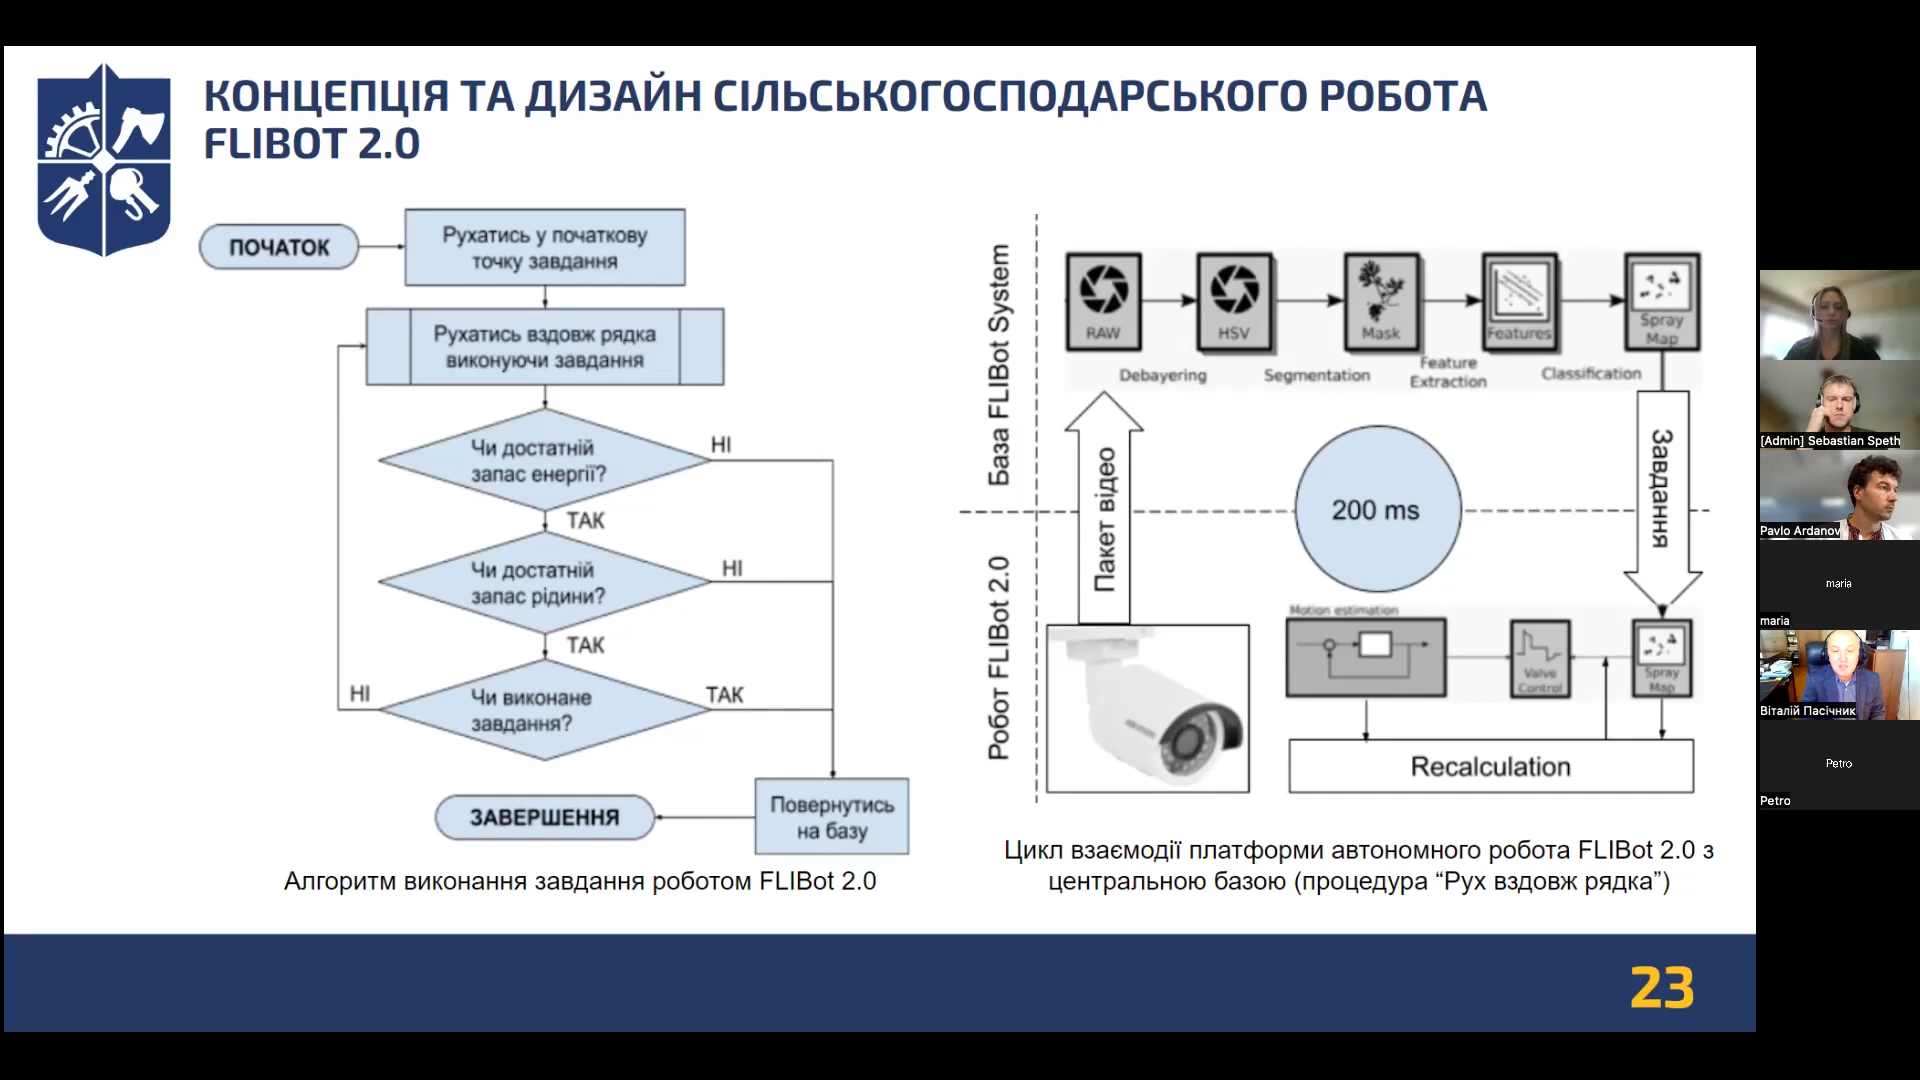 КОНЦЕПЦІЯ ТА ДИЗАЙН СІЛЬСЬКОГОСПОДАРСЬКОГО РОБОТА
FLIBOT 2.0
ПОЧАТОК
Рухатись у початкову
точку завдання
Рухатись вздовж рядка
виконуючи завдання
Чи достатній
запас енергії?
НІ
ТАК
Чи достатній
запас рідини?
НІ
ТАК
Чи виконане
завдання?
НІ
ТАК
Повернутись
на базу
ЗАВЕРШЕННЯ
Алгоритм виконання завдання роботом FLIBot 2.0
База FLIBot System
Робот FLIBot 2.0
RAW
HSV
Mask
Features
Spray
Map
Debayering
Segmentation
Feature
Extraction
Classification
Пакет відео
200 ms
Завдання
Motion estimation
Valve
Control
Spray
Map
Recalculation
Цикл взаємодії платформи автономного робота FLIBot 2.0 з
центральною базою (процедура “Рух вздовж рядка”)
23
[Admin] Sebastian Speth
Pavlo Ardanov
maria
maria
Віталій Пасічник
Petro
Petro